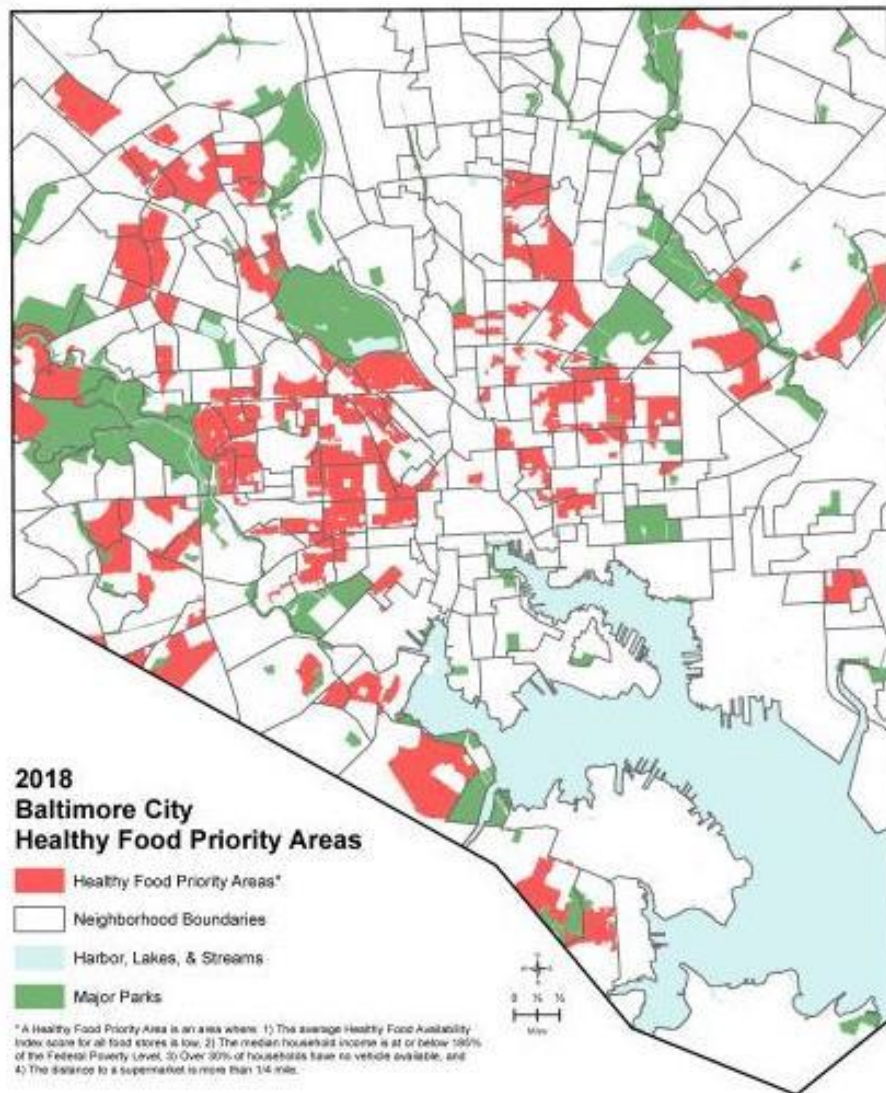 2018
Baltimore City
Healthy Food Priority Areas
Healthy Food Priority Areas*
Neighborhood Boundaries
Harbor, Lakes, & Streams
Major Parks
* A Healthy Food Priority Area is an area where: 1) The average Healthy Food Availability
Index score for all food stores is low, 2) The median household income is at or below 185%
of the Federal Poverty Level, 3) Over 30% of households have no vehicle available, and
4) The distance to a supermarket is more than 1/4 mile.
0 ½
Miles